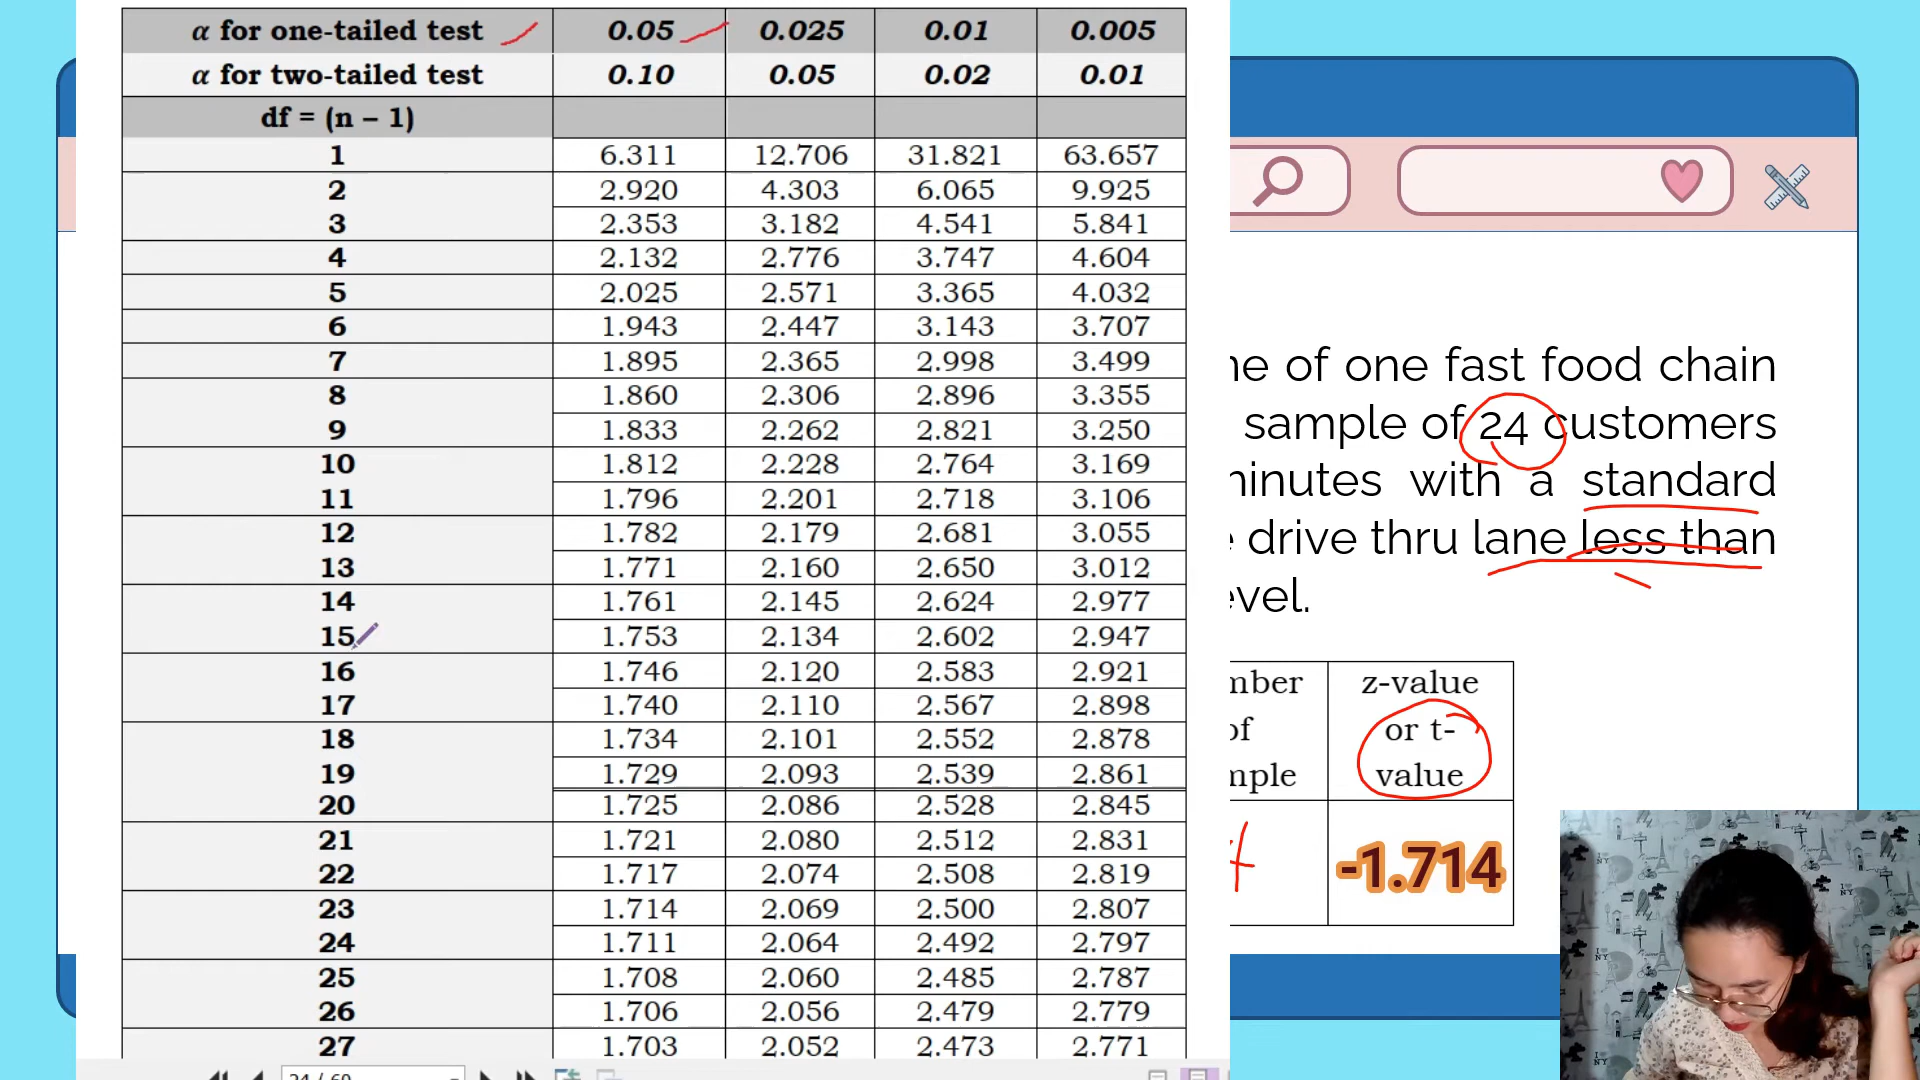 α for one-tailed test 0.05 0.025 0.01 0.005
α for two-tailed test 0.10 0.05 0.02 0.01
df = (n – 1)
1 6.311 12.706 31.821 63.657
2 2.920 4.303 6.065 9.925
3 2.353 3.182 4.541 5.841
4 2.132 2.776 3.747 4.604
5 2.025 2.571 3.365 4.032
6 1.943 2.447 3.143 3.707
7 1.895 2.365 2.998 3.499
8 1.860 2.306 2.896 3.355
9 1.833 2.262 2.821 3.250
10 1.812 2.228 2.764 3.169
11 1.796 2.201 2.718 3.106
12 1.782 2.179 2.681 3.055
13 1.771 2.160 2.650 3.012
14 1.761 2.145 2.624 2.977
15 1.753 2.134 2.602 2.947
16 1.746 2.120 2.583 2.921
17 1.740 2.110 2.567 2.898
18 1.734 2.101 2.552 2.878
19 1.729 2.093 2.539 2.861
20 1.725 2.086 2.528 2.845
21 1.721 2.080 2.512 2.831
22 1.717 2.074 2.508 2.819
23 1.714 2.069 2.500 2.807
24 1.711 2.064 2.492 2.797
25 1.708 2.060 2.485 2.787
26 1.706 2.056 2.479 2.779
27 1.703 2.052 2.473 2.771
of one fast food chain
sample of 24 customers
with a standard
drive thru lane less than
z-value
or t-
value
-1.714